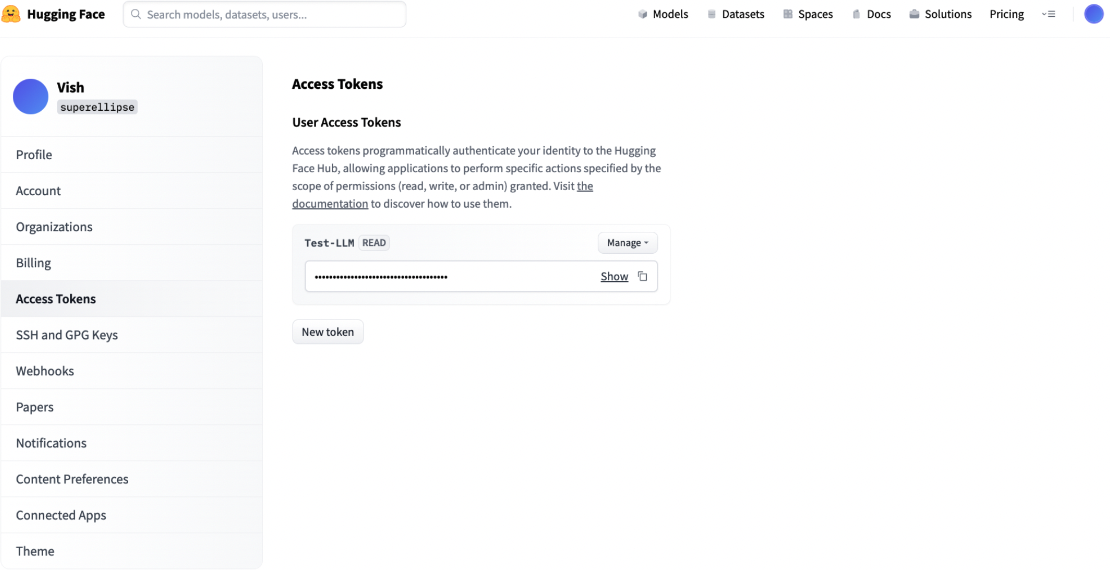 Hugging Face
Search models, datasets, users...
Models
Datasets
Spaces
Docs
Solutions
Pricing
Vish
superellipse
Profile
Account
Organizations
Billing
Access Tokens
SSH and GPG Keys
Webhooks
Papers
Notifications
Content Preferences
Connected Apps
Theme
Access Tokens
User Access Tokens
Access tokens programmatically authenticate your identity to the Hugging
Face Hub, allowing applications to perform specific actions specified by the
scope of permissions (read, write, or admin) granted. Visit the
documentation to discover how to use them.
Test-LLM READ
Manage
•••••••••••••••••••••••••••••••••••••
Show
New token